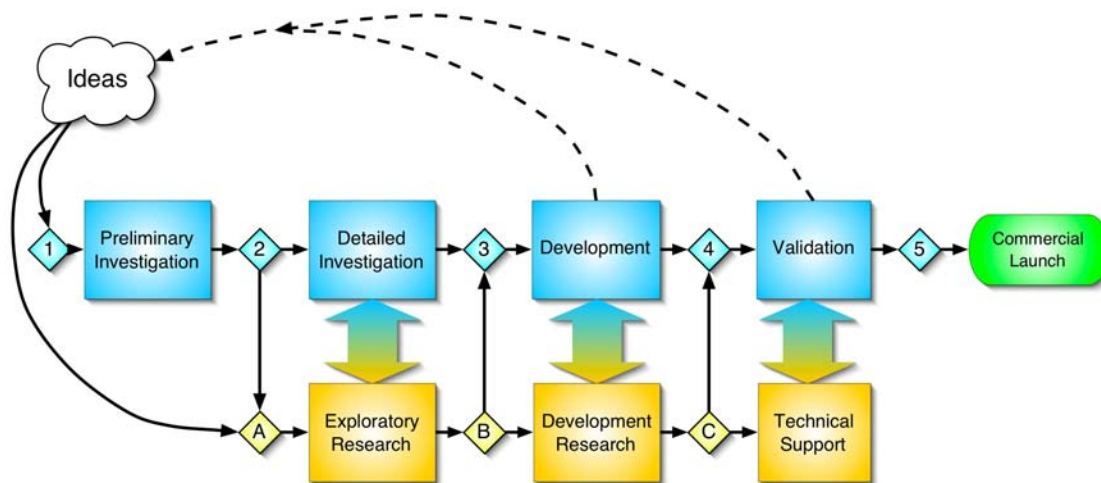 Ideas
1
Preliminary
Investigation
2
Detailed
Investigation
3
Development
4
Validation
5
Commercial
Launch
A
Exploratory
Research
B
Development
Research
C
Technical
Support